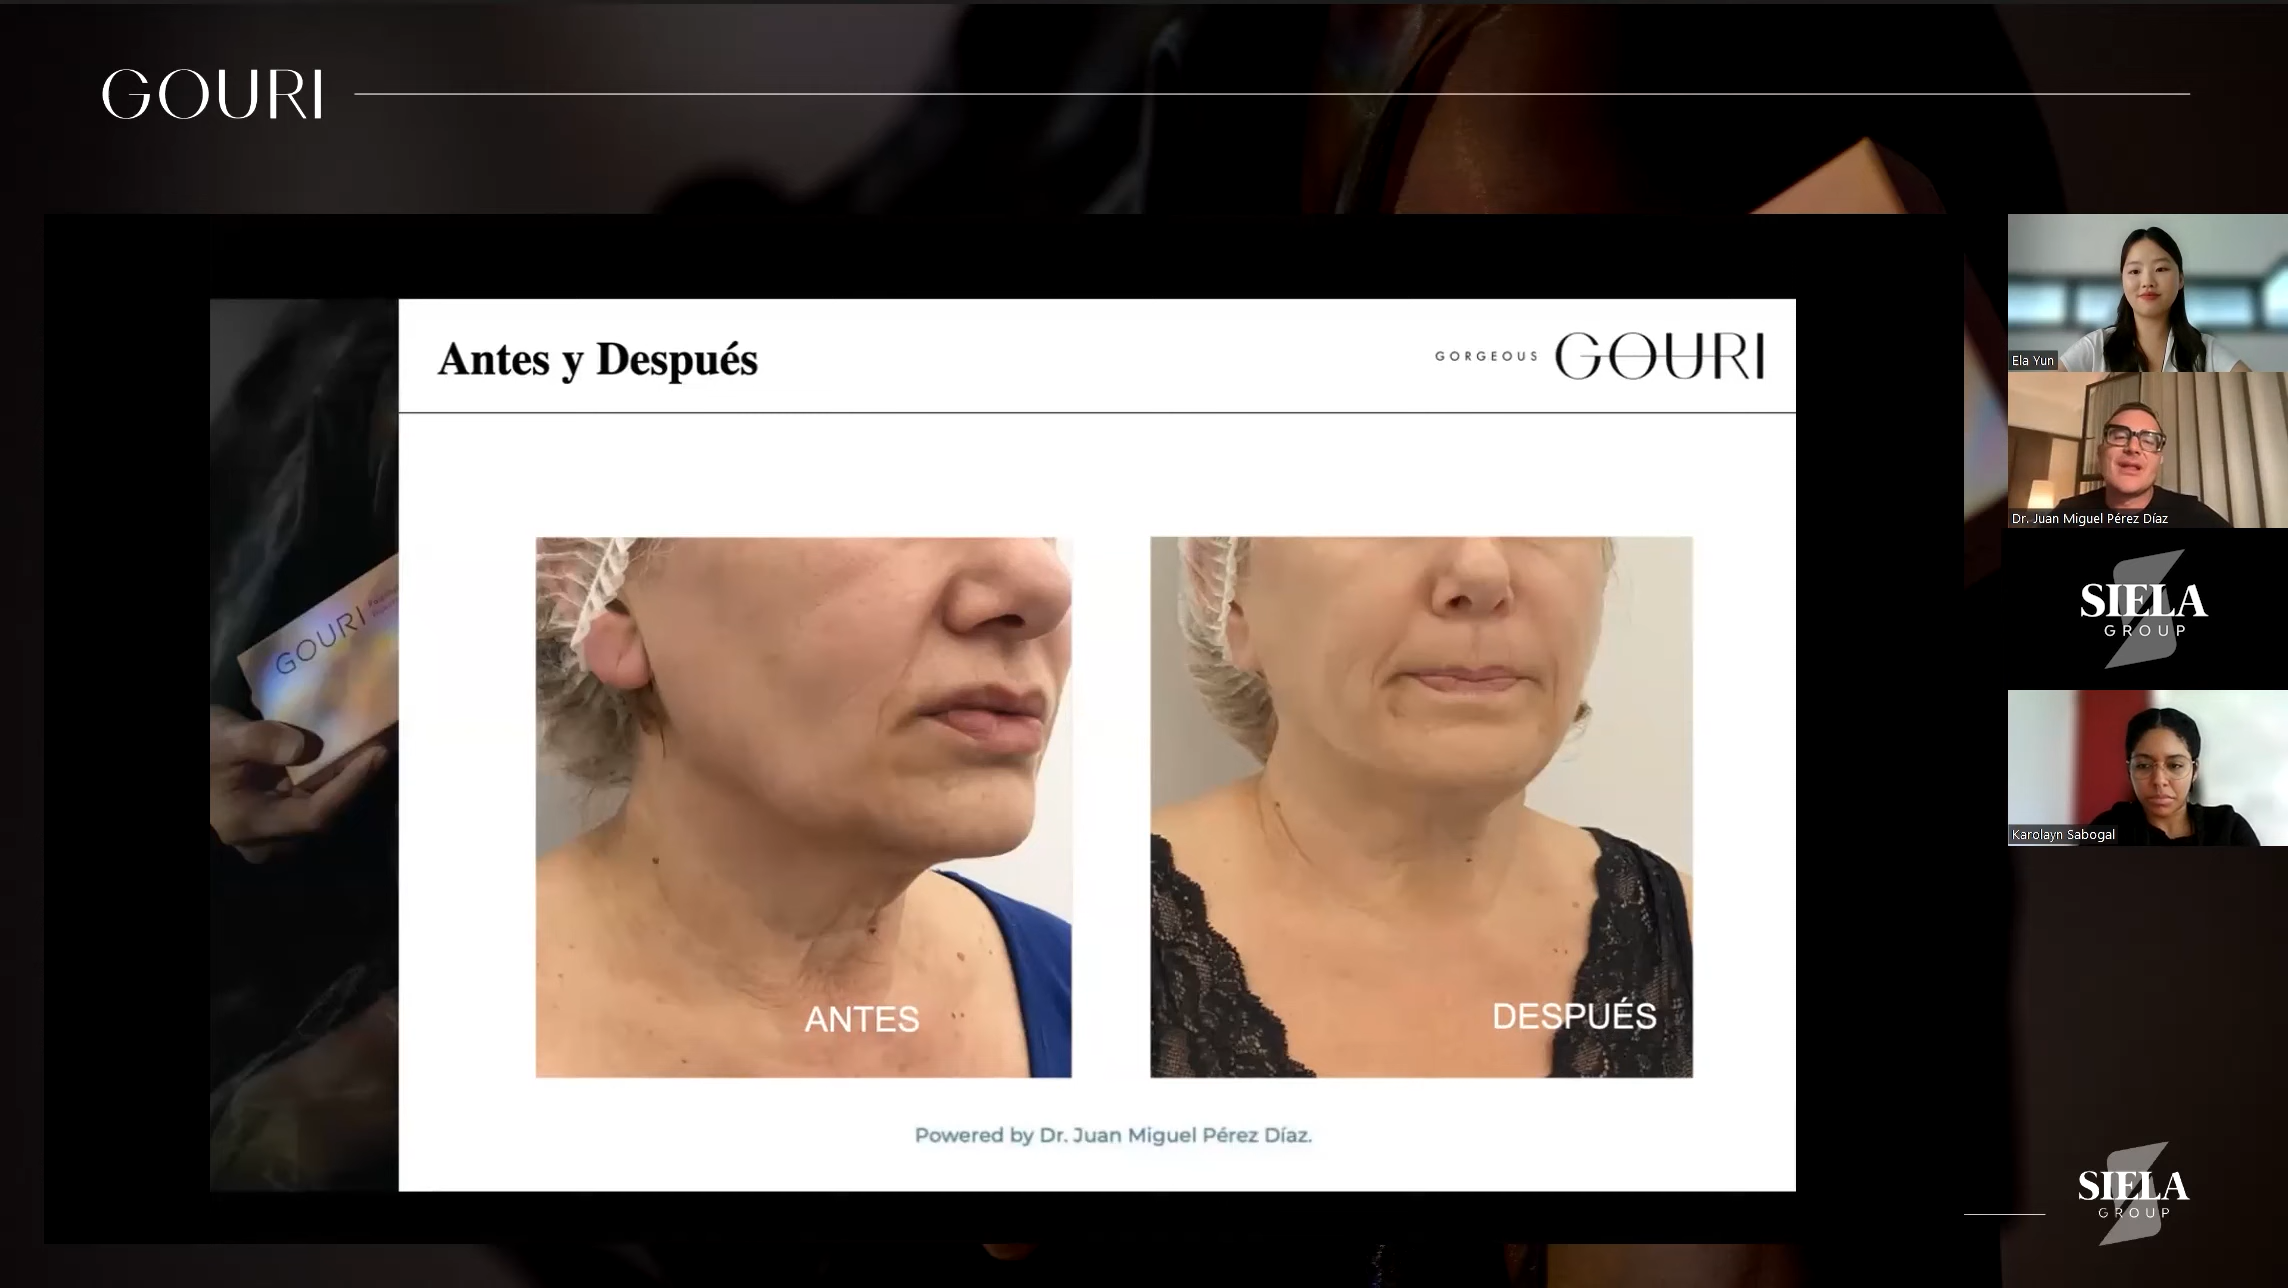 GOURI
Antes y Después
GORGEOUS GOURI
GOURI
ANTES
DESPUÉS
Powered by Dr. Juan Miguel Pérez Díaz.
Ela Yun
Dr. Juan Miguel Pérez Díaz
SIELA
GROUP
Karolayn Sabogal
SIELA
GROUP